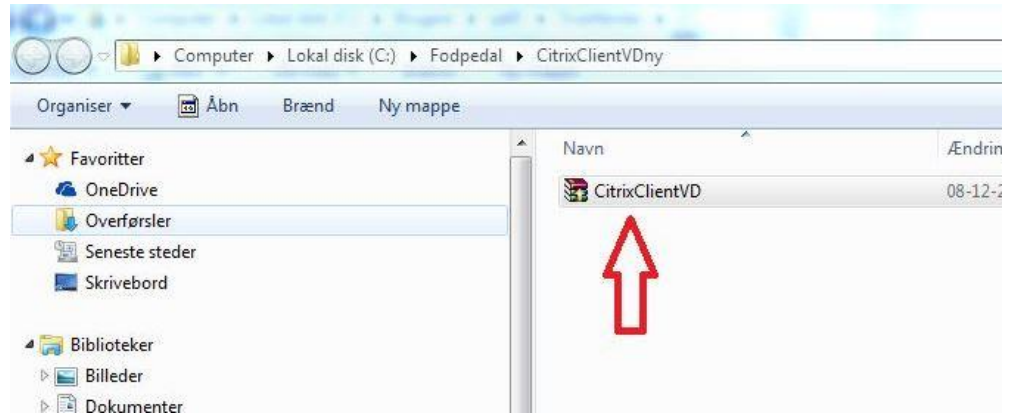 Computer ▸ Lokal disk (C:) ▸ Fodpedal ▸ CitrixClientVDny
Organiser Åbn Brænd Ny mappe
Favoritter
OneDrive
Overførsler
Seneste steder
Skrivebord
Biblioteker
Billeder
Dokumenter
Navn Ændrin
CitrixClientVD 08-12-2